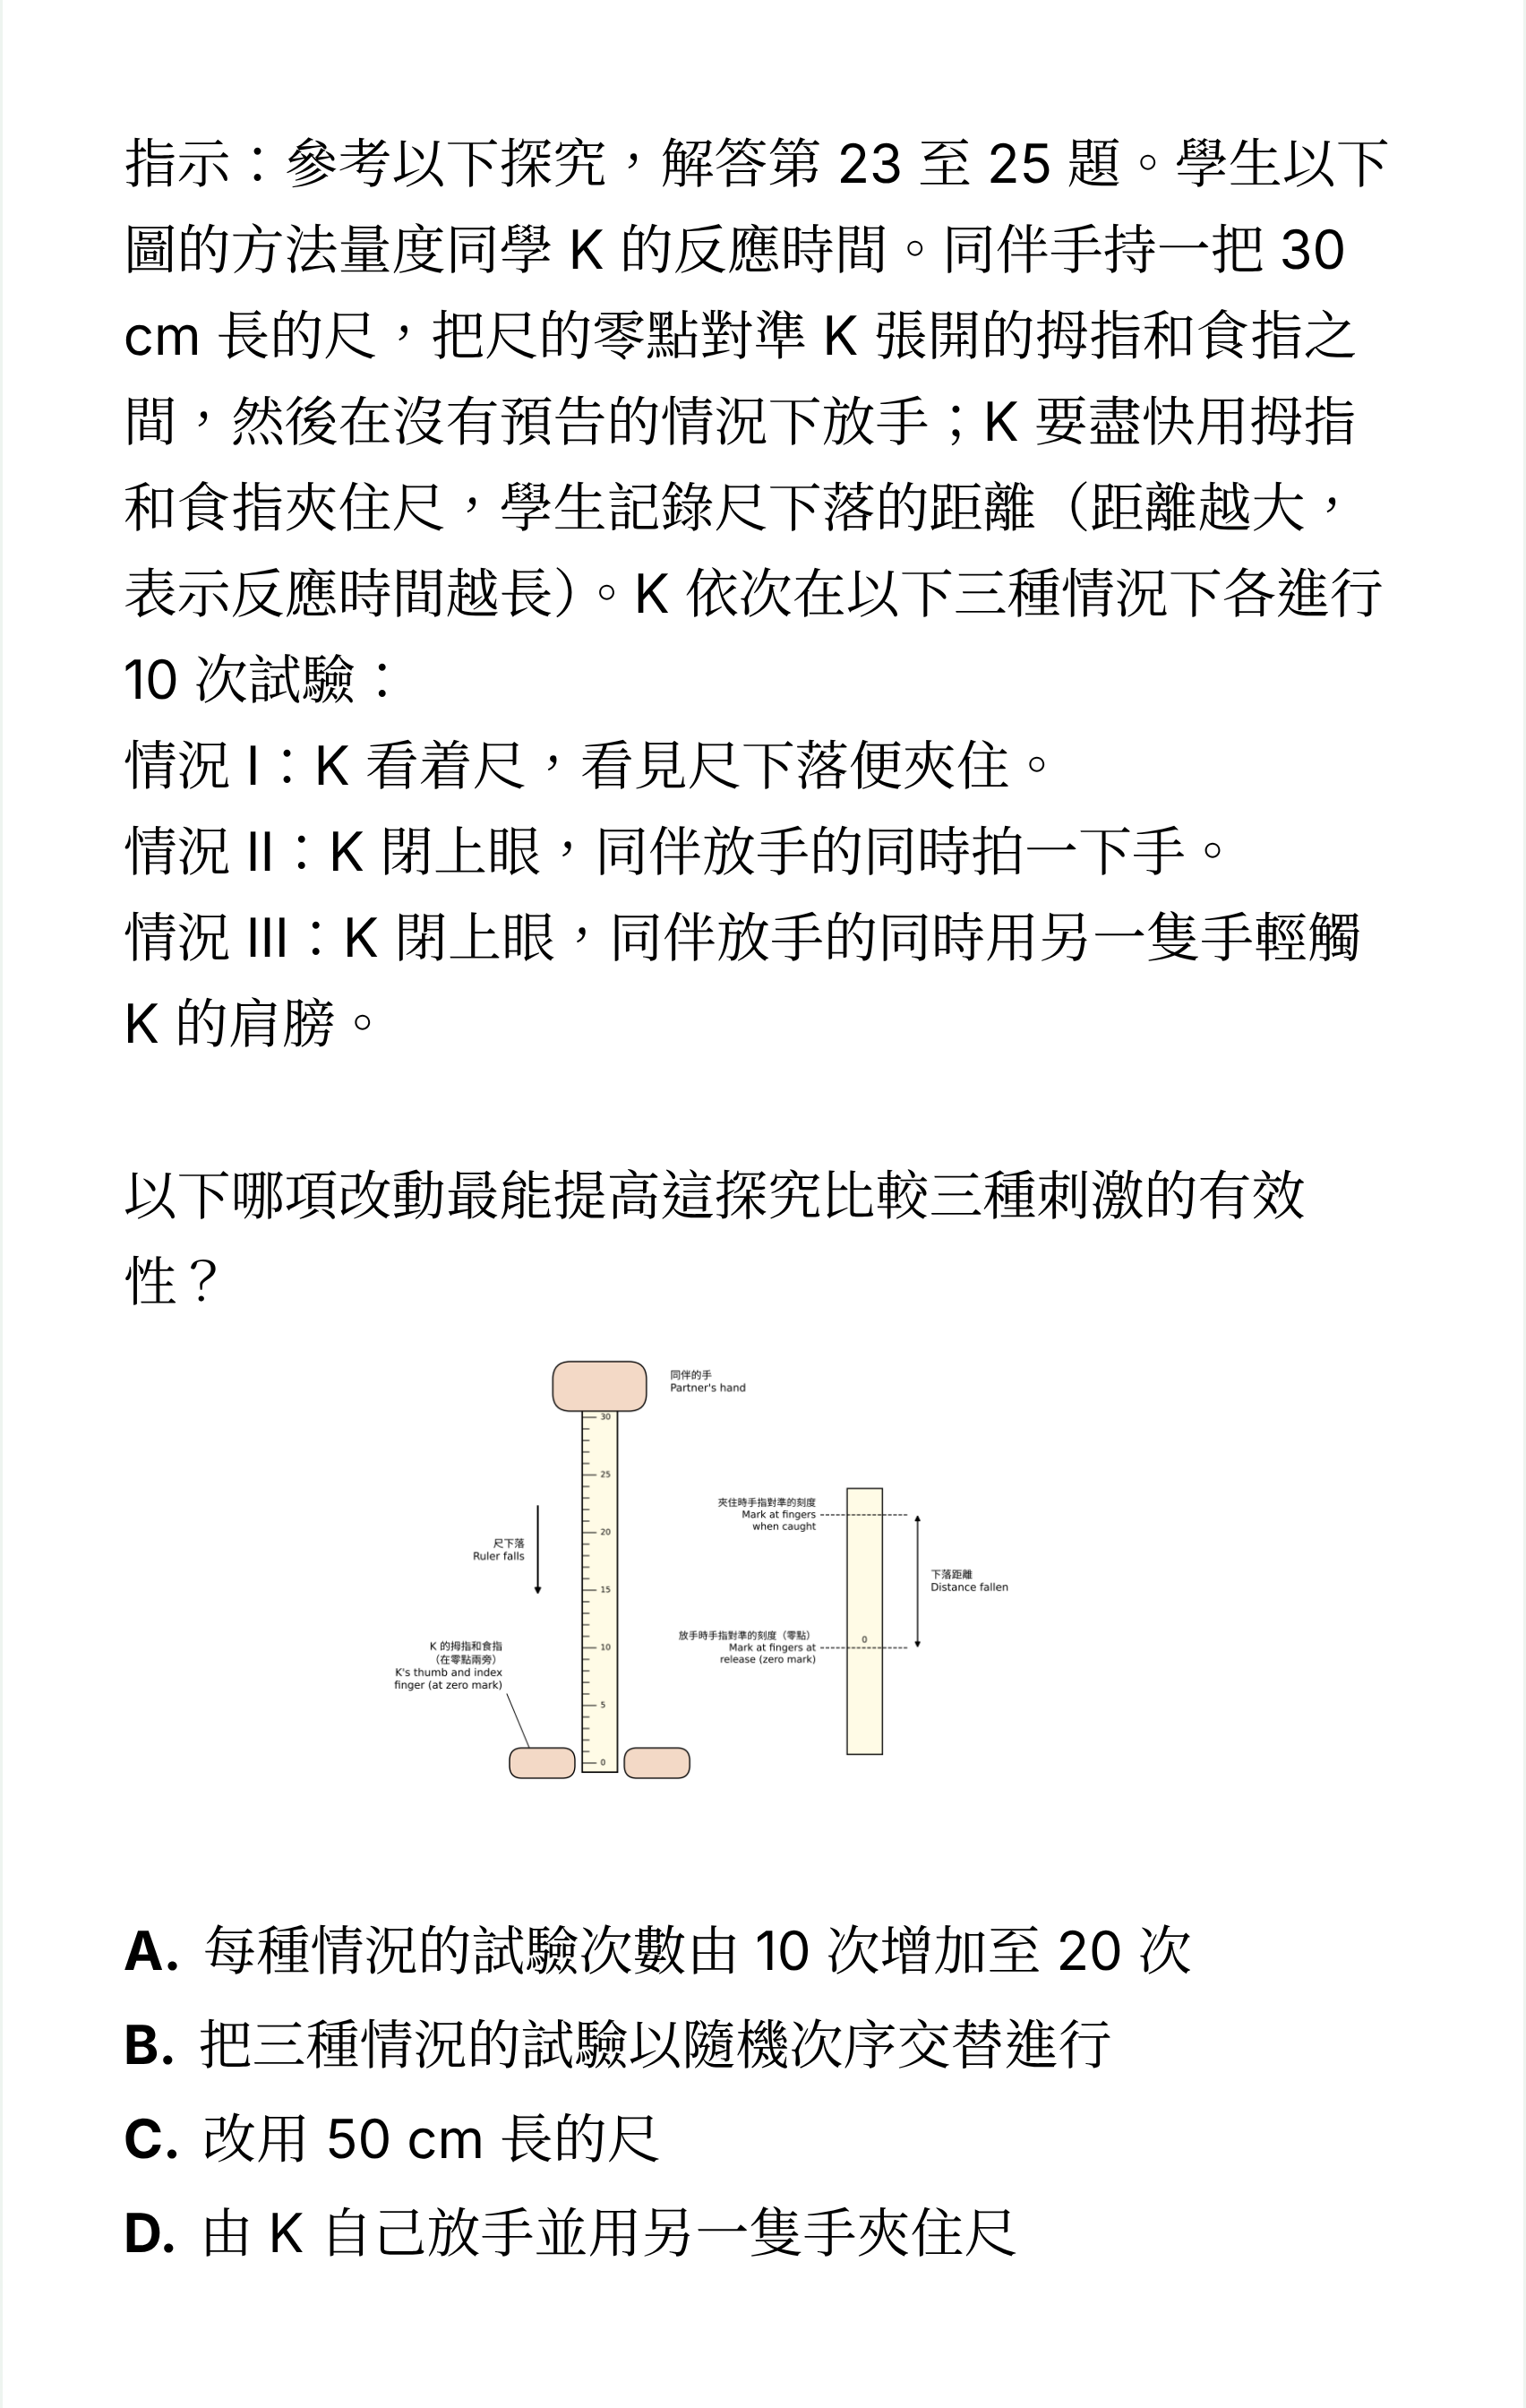 指示：參考以下探究，解答第 23 至 25 題。學生以下
圖的方法量度同學 K 的反應時間。同伴手持一把 30
cm 長的尺，把尺的零點對準 K 張開的拇指和食指之
間，然後在沒有預告的情況下放手；K 要盡快用拇指
和食指夾住尺，學生記錄尺下落的距離（距離越大，
表示反應時間越長）。K 依次在以下三種情況下各進行
10 次試驗：
情況 I：K 看着尺，看見尺下落便夾住。
情況 II：K 閉上眼，同伴放手的同時拍一下手。
情況 III：K 閉上眼，同伴放手的同時用另一隻手輕觸
K 的肩膀。
以下哪項改動最能提高這探究比較三種刺激的有效
性？
同伴的手
Partner's hand
30
25
20
15
10
5
0
尺下落
Ruler falls
K 的拇指和食指
（在零點兩旁）
K's thumb and index
finger (at zero mark)
夾住時手指對準的刻度
Mark at fingers
when caught
放手時手指對準的刻度（零點）
Mark at fingers at
release (zero mark)
0
下落距離
Distance fallen
A. 每種情況的試驗次數由 10 次增加至 20 次
B. 把三種情況的試驗以隨機次序交替進行
C. 改用 50 cm 長的尺
D. 由 K 自己放手並用另一隻手夾住尺